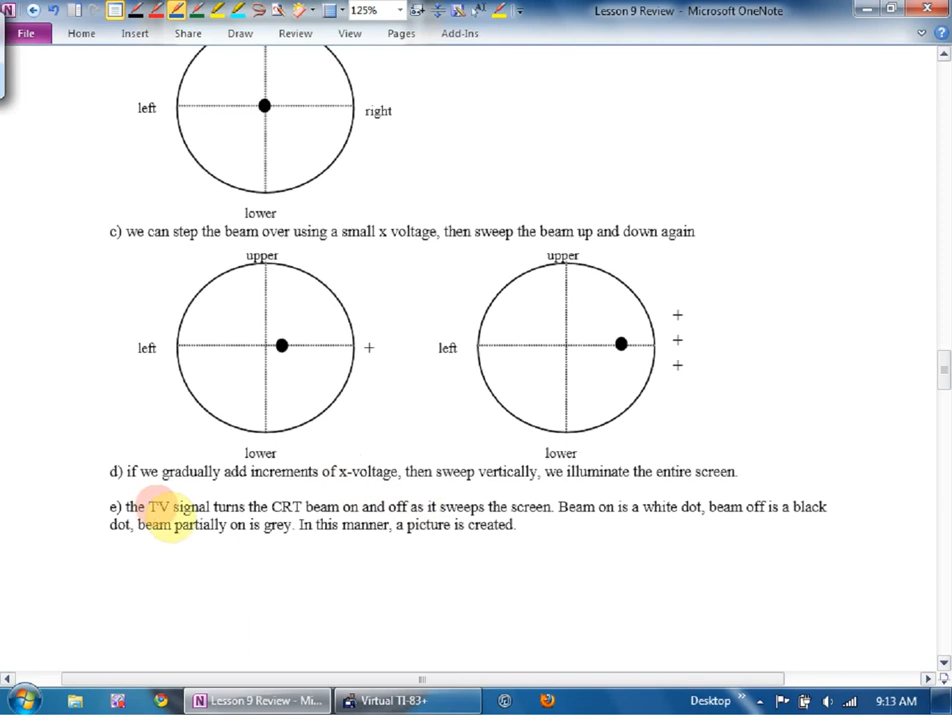 125%
Lesson 9 Review - Microsoft OneNote
File Home Insert Share Draw Review View Pages Add-Ins
left
right
lower
c) we can step the beam over using a small x voltage, then sweep the beam up and down again
upper upper
+
left + left +
+
lower lower
d) if we gradually add increments of x-voltage, then sweep vertically, we illuminate the entire screen.
e) the TV signal turns the CRT beam on and off as it sweeps the screen. Beam on is a white dot, beam off is a black
dot, beam partially on is grey. In this manner, a picture is created.
Lesson 9 Review - Mi... Virtual TI-83+ Desktop 9:13 AM